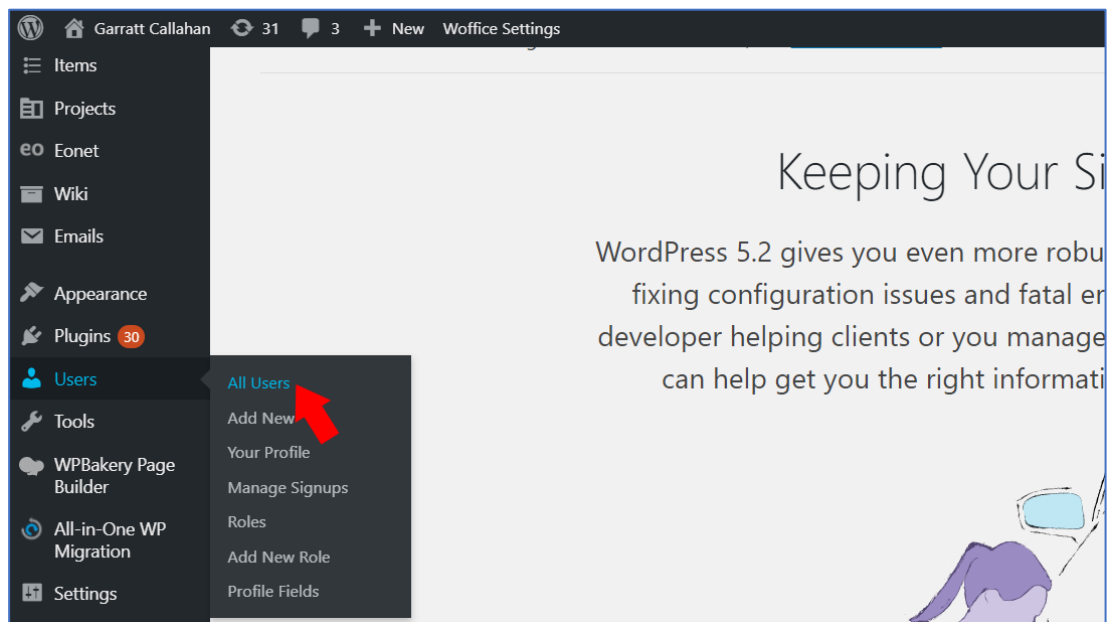 Garratt Callahan 31 3 New Woffice Settings
Items
Projects
eo Eonet
Wiki
Emails
Appearance
Plugins 30
Users
Tools
WPBakery Page
Builder
All-in-One WP
Migration
Settings
All Users
Add New
Your Profile
Manage Signups
Roles
Add New Role
Profile Fields
Keeping Your Si
WordPress 5.2 gives you even more robu
fixing configuration issues and fatal er
developer helping clients or you manage
can help get you the right informati